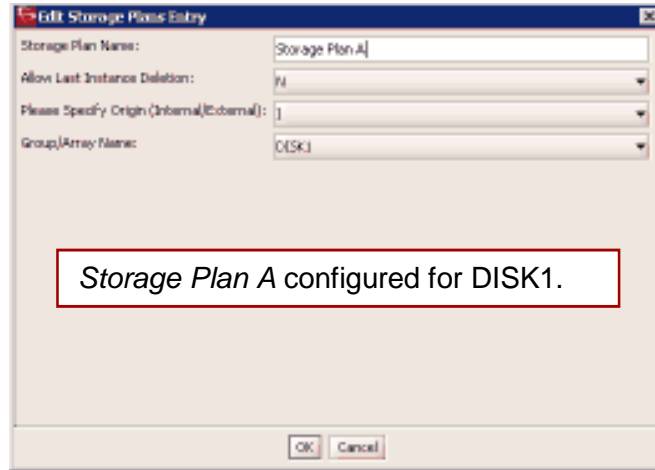 Edit Storage Plans Entry
Storage Plan Name:
Storage Plan A
Allow Last Instance Deletion:
N
Please Specify Origin (Internal/External):
I
Group/Array Name:
DISK1
Storage Plan A configured for DISK1.
OK
Cancel